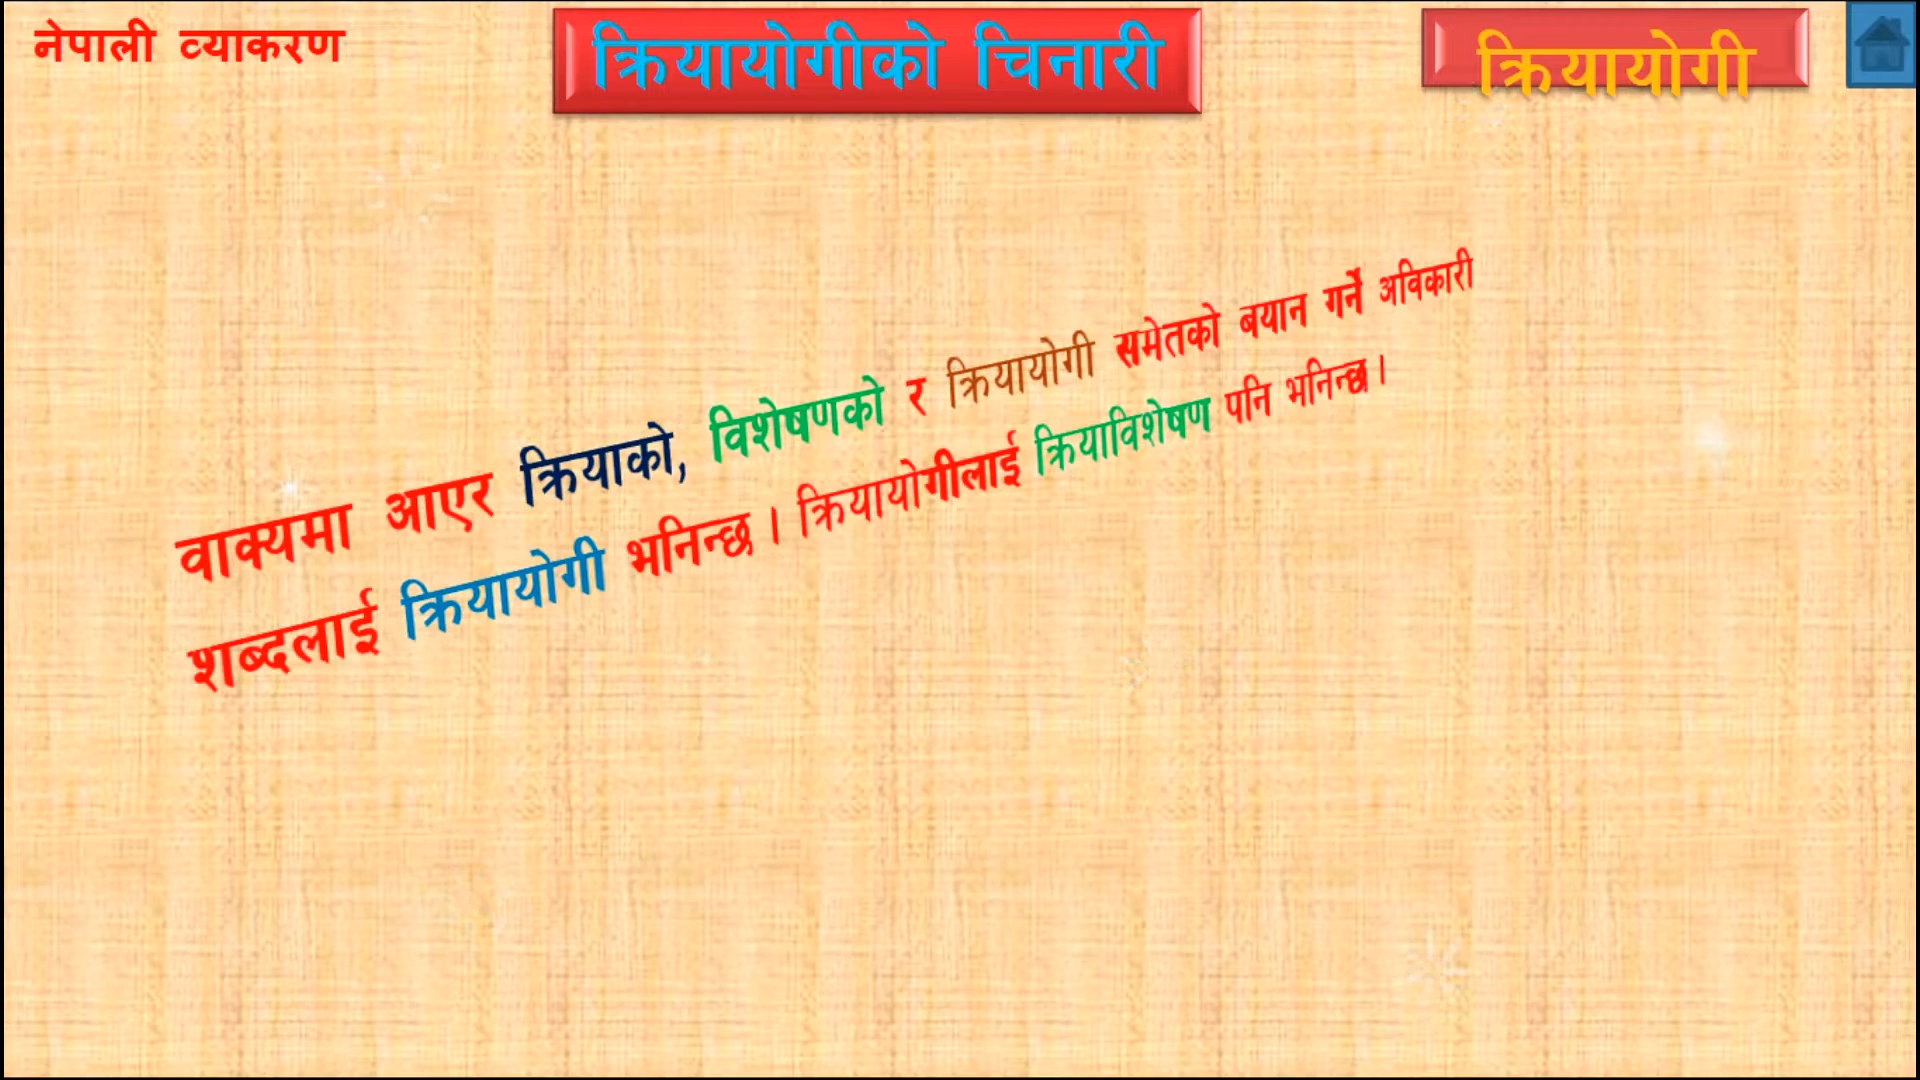 नेपाली व्याकरण
क्रियायोगीको चिनारी
क्रियायोगी
वाक्यमा आएर क्रियाको, विशेषणको र क्रियायोगी समेतको बयान गर्ने अविकारी
शब्दलाई क्रियायोगी भनिन्छ । क्रियायोगीलाई क्रियाविशेषण पनि भनिन्छ ।